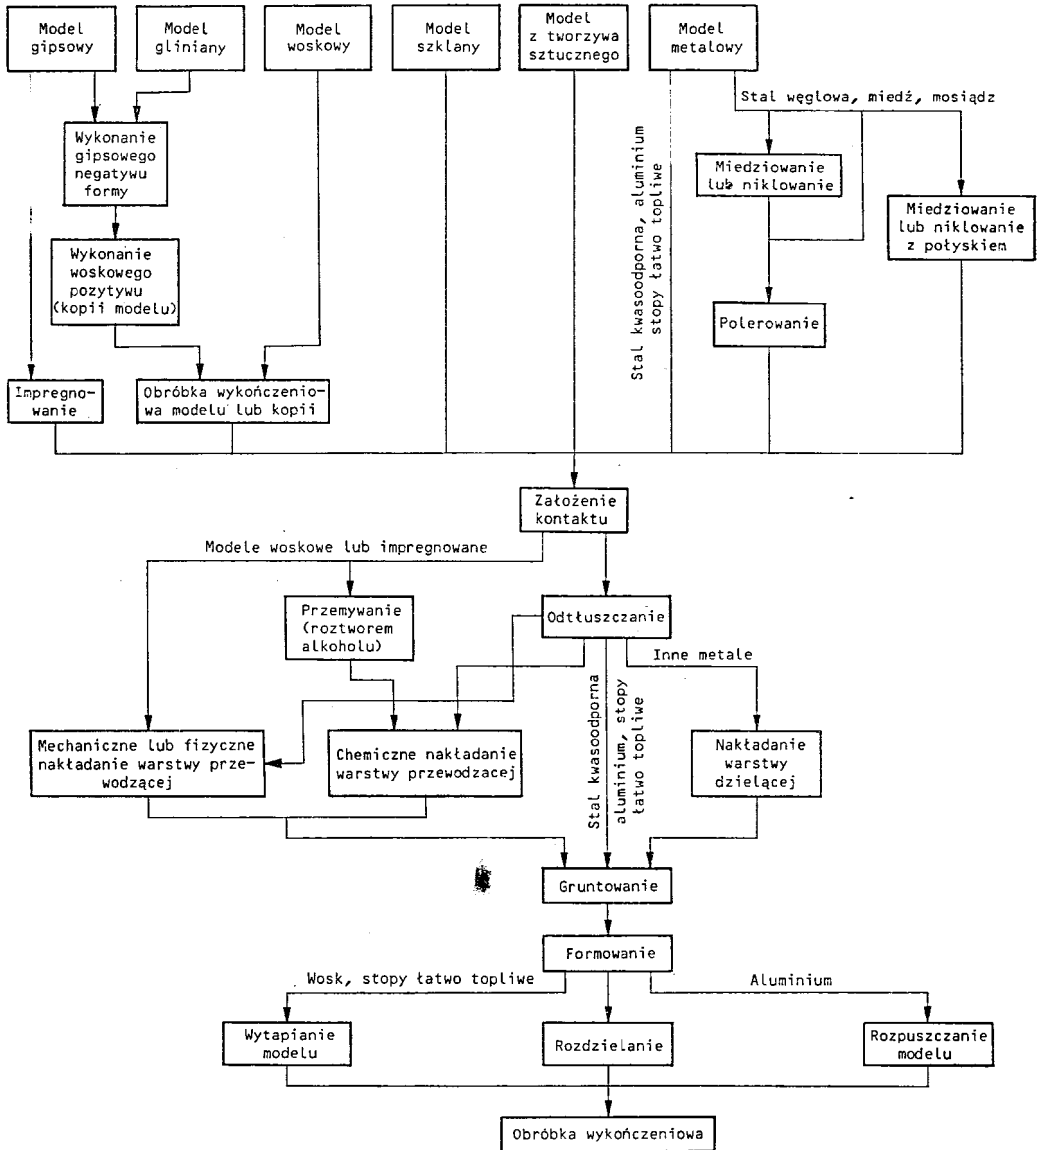 Model
gipsowy
Model
gliniany
Model
woskowy
Model
szklany
Model
z tworzywa
sztucznego
Model
metalowy
Stal węglowa, miedź, mosiądz
Wykonanie
gipsowego
negatywu
formy
Stal kwasoodporna, aluminium
stopy łatwo topliwe
Miedziowanie
lub niklowanie
Miedziowanie
lub niklowanie
z połyskiem
Wykonanie
woskowego
pozytywu
(kopii modelu)
Polerowanie
Impregno-
wanie
Obróbka wykończenio-
wa modelu lub kopii
Założenie
kontaktu
Modele woskowe lub impregnowane
Przemywanie
(roztworem
alkoholu)
Odtłuszczanie
Inne metale
Mechaniczne lub fizyczne
nakładanie warstwy prze-
wodzącej
Chemiczne nakładanie
warstwy przewodzacej
Stal kwasoodporna
aluminium, stopy
łatwo topliwe
Nakładanie
warstwy
dzielącej
Gruntowanie
Formowanie
Wosk, stopy łatwo topliwe
Aluminium
Wytapianie
modelu
Rozdzielanie
Rozpuszczanie
modelu
Obróbka wykończeniowa